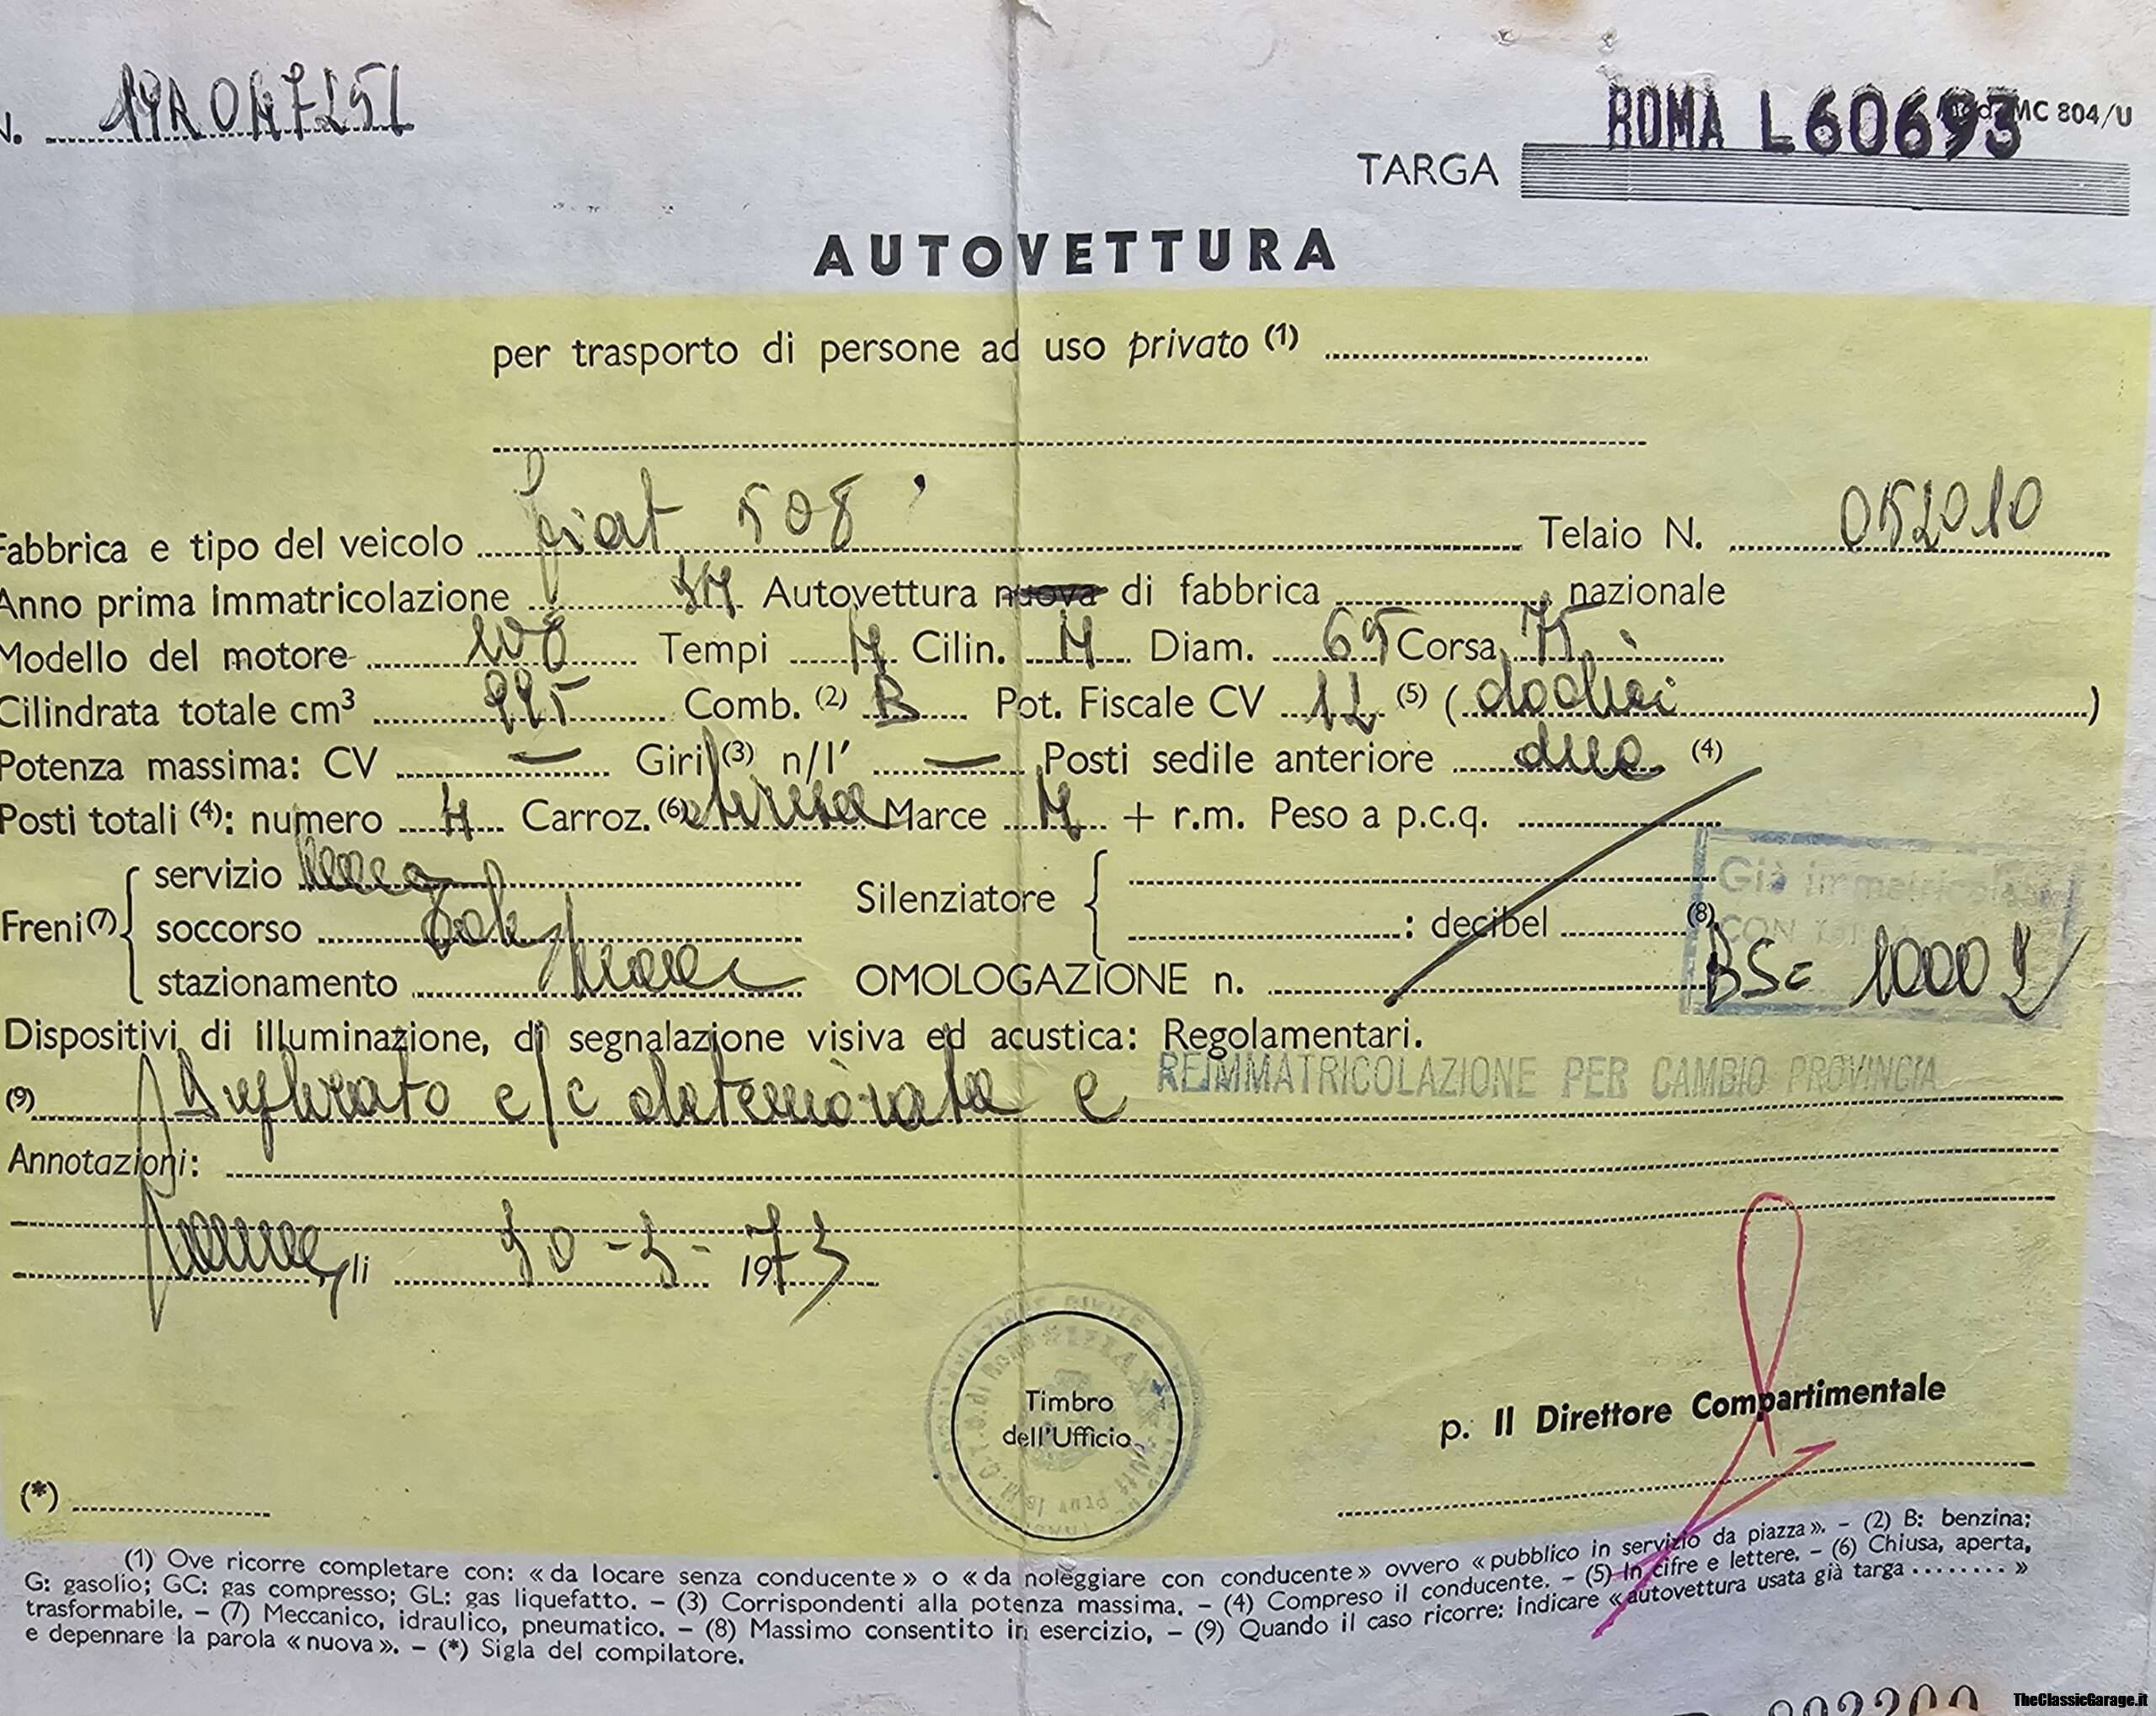 N.
ROMA L60693
MC 804/U
TARGA
AUTOVETTURA
per trasporto di persone ad uso privato (1)
Fabbrica e tipo del veicolo Fiat 508 Telaio N. 052010
Anno prima immatricolazione Autovettura nuova di fabbrica nazionale
Modello del motore Tempi 4 Cilin. 4 Diam. 65 Corsa 75
Cilindrata totale cm³ 995 Comb. (2) B Pot. Fiscale CV 12 (5) ( dodici )
Potenza massima: CV — Giri (3) n/1' — Posti sedile anteriore due (4)
Posti totali (4): numero 4 Carroz. (6) chiusa Marce 4 + r.m. Peso a p.c.q.
Freni (7) servizio
soccorso
stazionamento
Silenziatore
: decibel (8)
OMOLOGAZIONE n.
Già immatricolata
CON
BSc 1000 L
Dispositivi di illuminazione, di segnalazione visiva ed acustica: Regolamentari.
(9) Duplicato c/c deteriorata e REIMMATRICOLAZIONE PER CAMBIO PROVINCIA
Annotazioni:
Roma, li 1973
Timbro
dell'Ufficio
p. Il Direttore Compartimentale
(*)
(1) Ove ricorre completare con: « da locare senza conducente » o « da noleggiare con conducente » ovvero « pubblico in servizio da piazza ». – (2) B: benzina;
G: gasolio; GC: gas compresso; GL: gas liquefatto. – (3) Corrispondenti alla potenza massima. – (4) Compreso il conducente. – (5) In cifre e lettere. – (6) Chiusa, aperta,
trasformabile. – (7) Meccanico, idraulico, pneumatico. – (8) Massimo consentito in esercizio, – (9) Quando il caso ricorre: indicare « autovettura usata già targa ........ »
e depennare la parola « nuova ». – (*) Sigla del compilatore.
TheClassicGarage.it